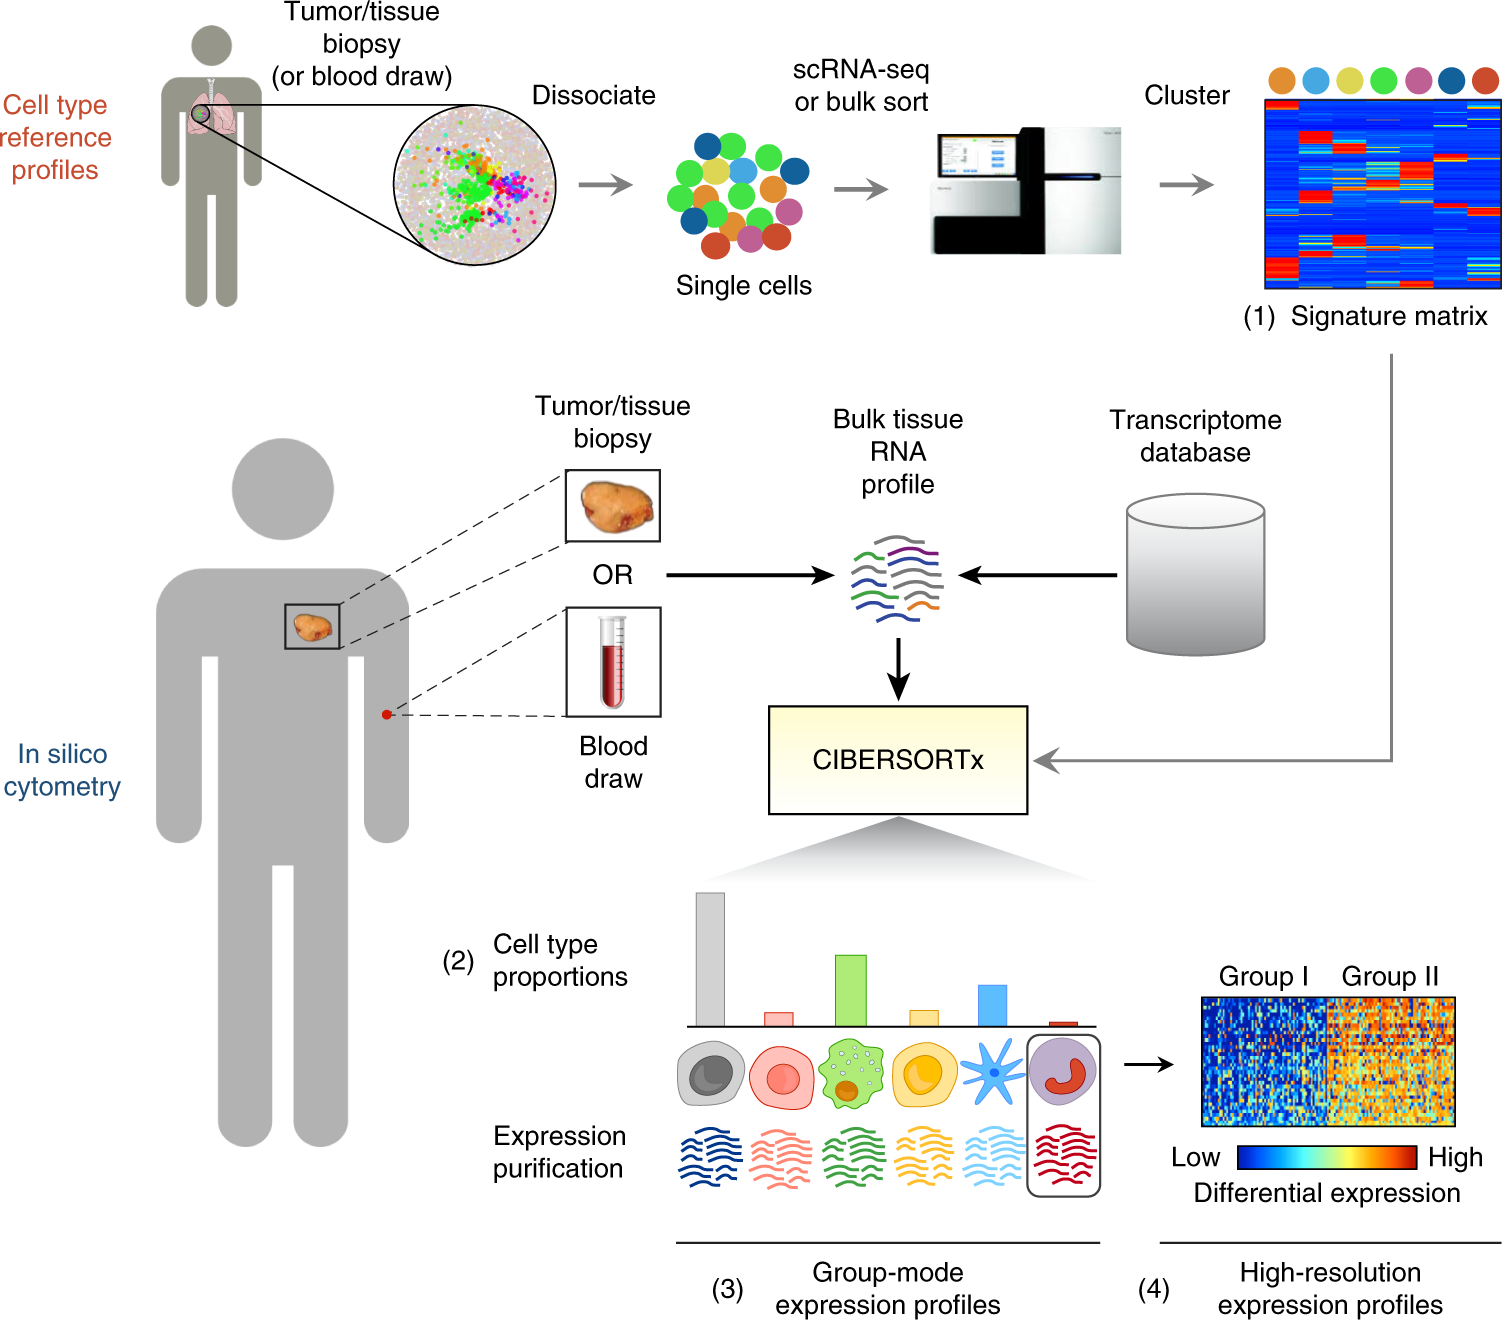 Tumor/tissue
biopsy
(or blood draw)
Cell type
reference
profiles
Dissociate
Single cells
scRNA-seq
or bulk sort
Cluster
(1) Signature matrix
Tumor/tissue
biopsy
OR
Blood
draw
Bulk tissue
RNA
profile
Transcriptome
database
In silico
cytometry
CIBERSORTx
(2)
Cell type
proportions
Expression
purification
Group I Group II
Low High
Differential expression
(3)
Group-mode
expression profiles
(4)
High-resolution
expression profiles